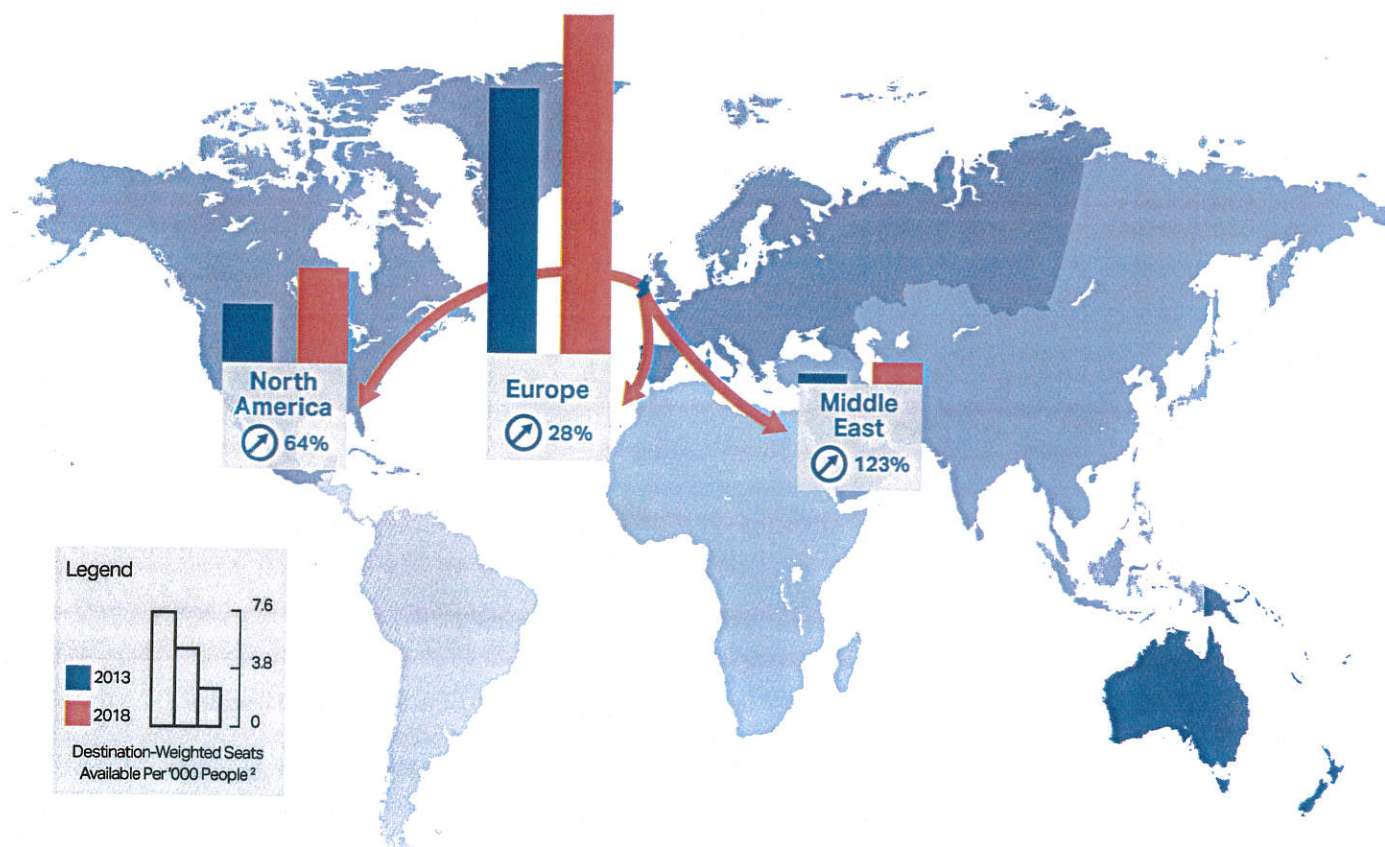 North
America
64%
Europe
28%
Middle
East
123%
Legend
7.6
3.8
0
2013
2018
Destination-Weighted Seats
Available Per '000 People ²